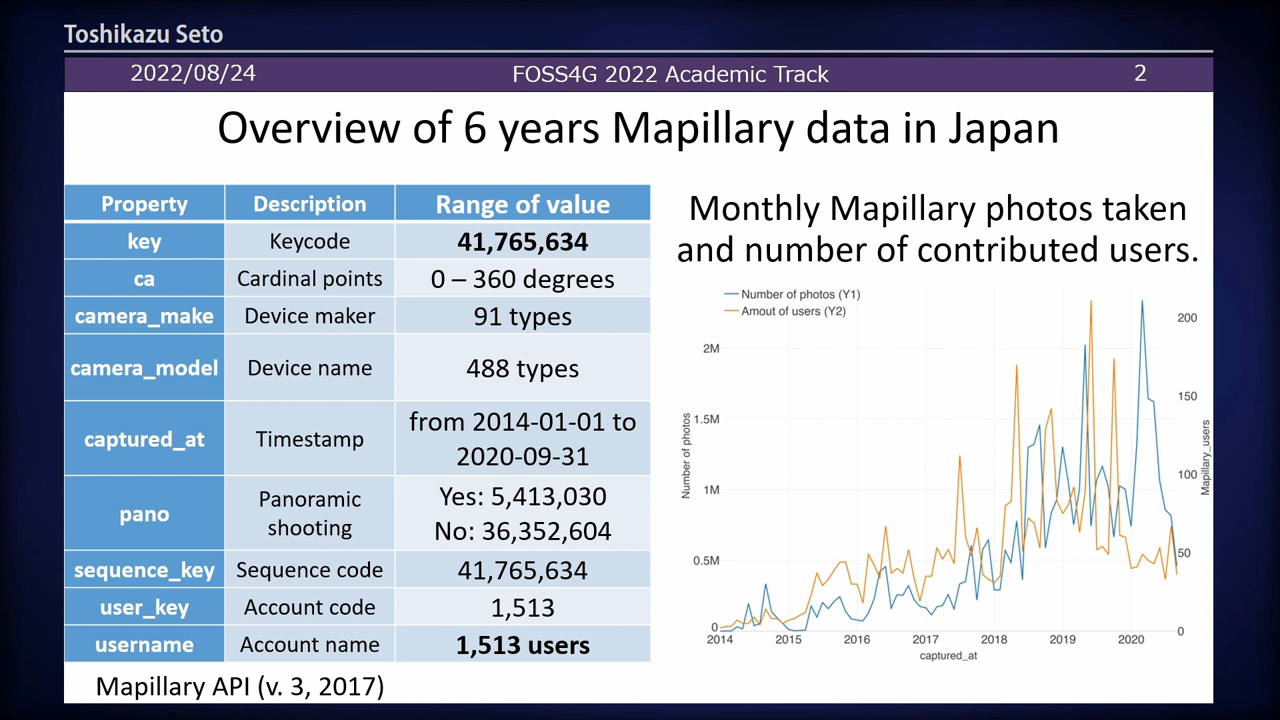 Toshikazu Seto
2022/08/24 FOSS4G 2022 Academic Track 2
Overview of 6 years Mapillary data in Japan
Property Description Range of value
key Keycode 41,765,634
ca Cardinal points 0 – 360 degrees
camera_make Device maker 91 types
camera_model Device name 488 types
captured_at Timestamp from 2014-01-01 to
2020-09-31
pano Panoramic
shooting Yes: 5,413,030
No: 36,352,604
sequence_key Sequence code 41,765,634
user_key Account code 1,513
username Account name 1,513 users
Mapillary API (v. 3, 2017)
Monthly Mapillary photos taken
and number of contributed users.
Number of photos (Y1)
Amout of users (Y2)
2M
1.5M
1M
0.5M
0
Number of photos
200
150
100
50
0
Mapillary_users
2014 2015 2016 2017 2018 2019 2020
captured_at